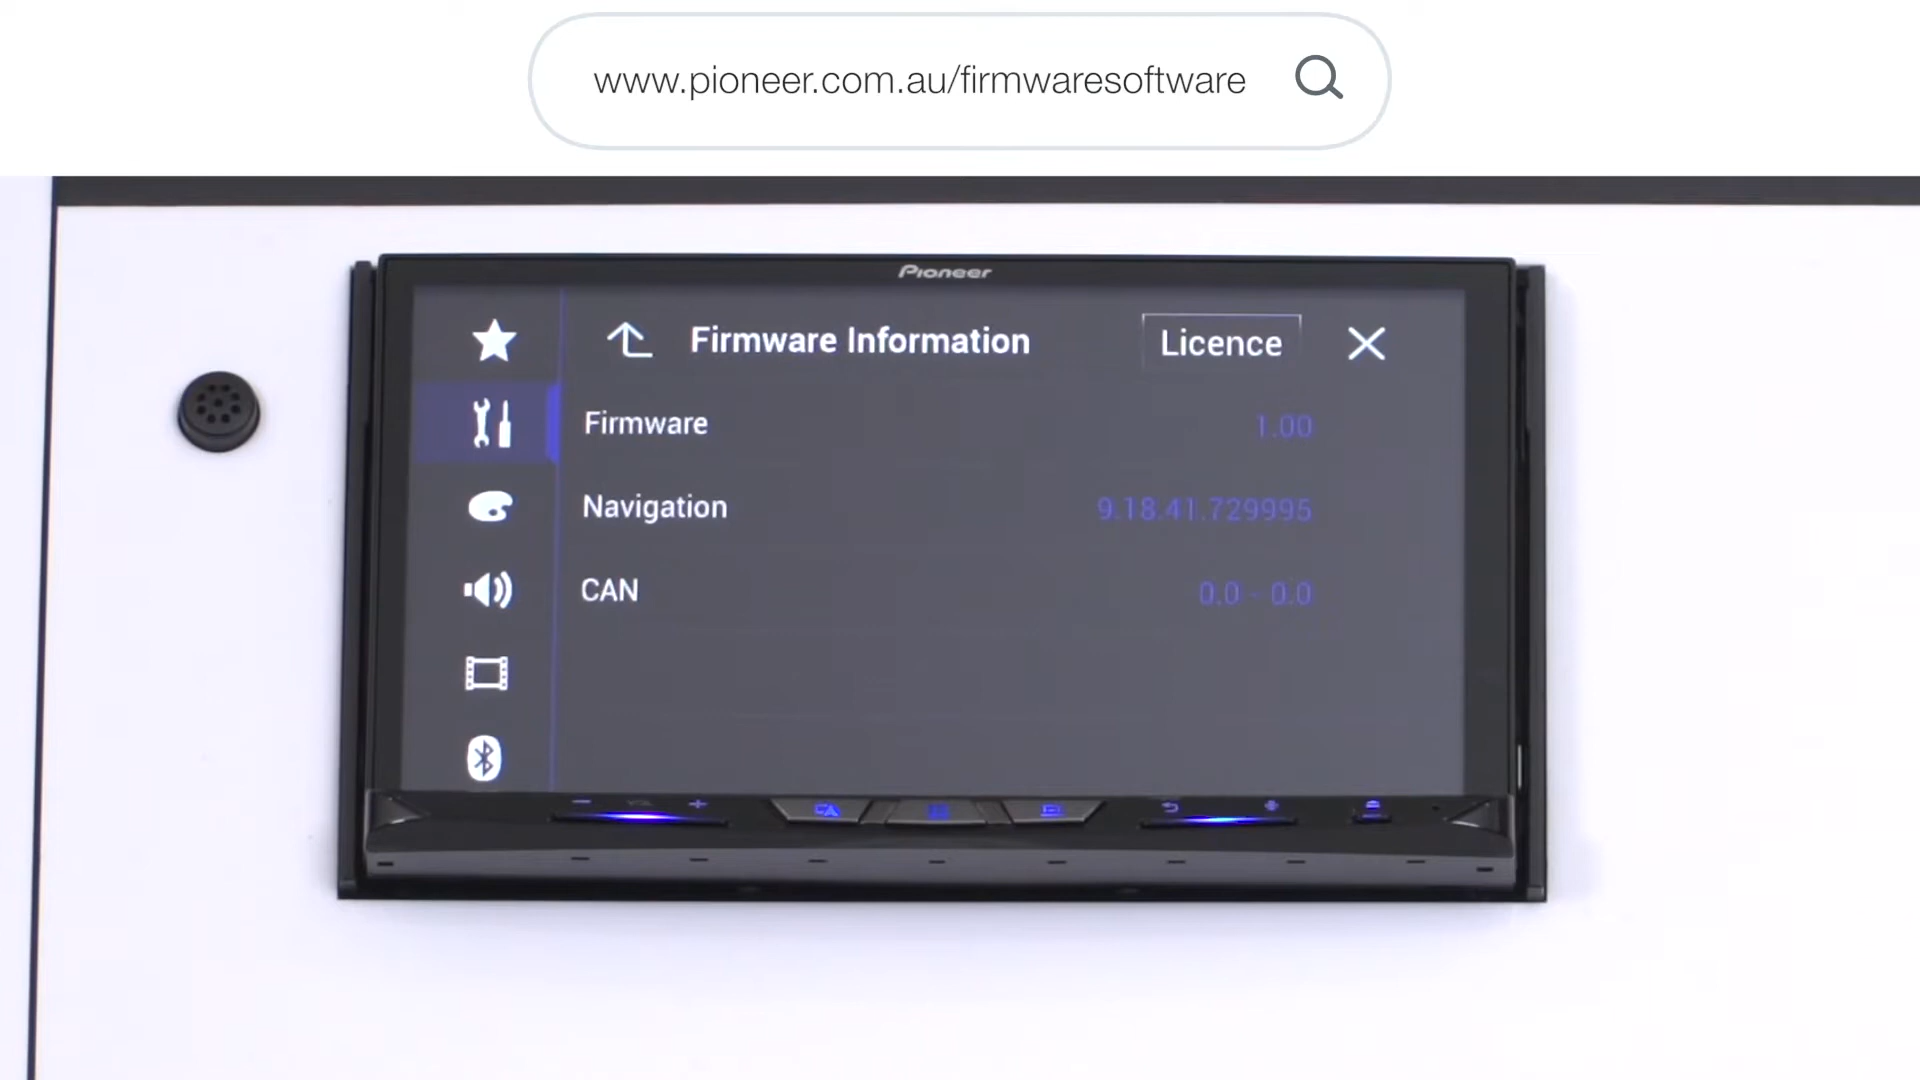 www.pioneer.com.au/firmwaresoftware
Pioneer
Firmware Information
Licence
Firmware
1.00
Navigation
9.18.41.729995
CAN
0.0 - 0.0